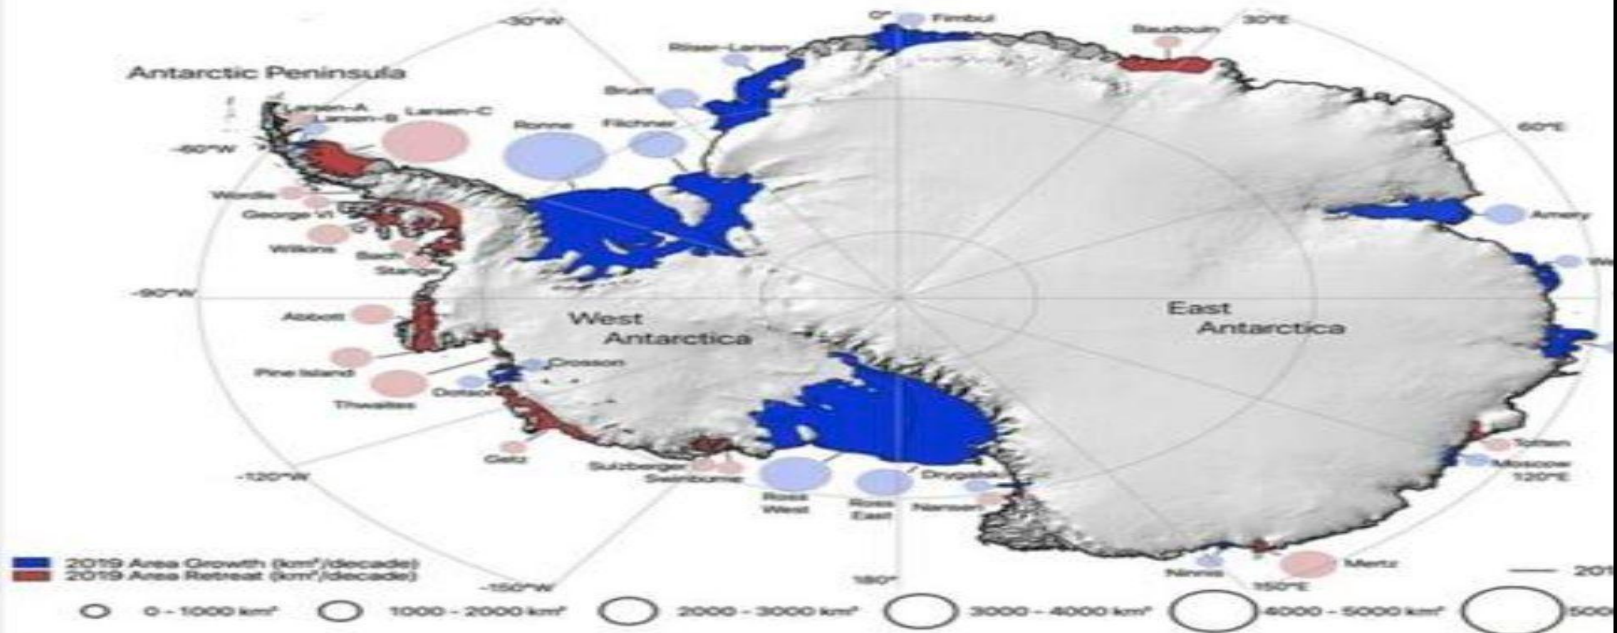 -30°W
0°
Fimbul
30°E
Baudouin
Riiser-Larsen
Antarctic Peninsula
Brunt
Larsen-A
Larsen-C
Larsen-B
Ronne
Filchner
60°E
-60°W
Wordie
George VI
Amery
Wilkins
Bach
Stange
We
-90°W
Abbott
East
Antarctica
West
Antarctica
Crosson
Pine Island
Dotson
Thwaites
Getz
Sulzberger
Swinburne
Totten
Moscow
120°E
-120°W
Drygalski
Ross
West
Ross
East
Nansen
2019 Area Growth (km²/decade)
2019 Area Retreat (km²/decade)
Mertz
Ninnis
-150°W
180°
150°E
201
0 - 1000 km²
1000 - 2000 km²
2000 - 3000 km²
3000 - 4000 km²
4000 - 5000 km²
500